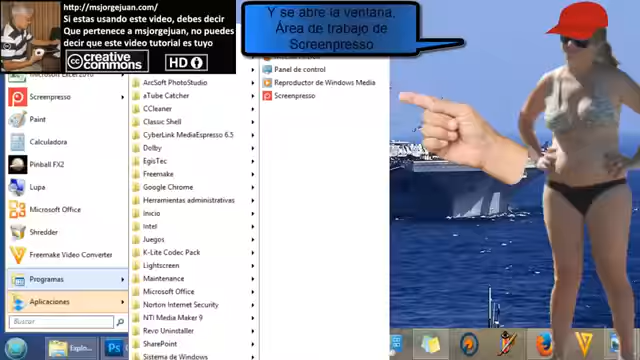 http://msjorgejuan.com/
Si estas usando este video, debes decir
Que pertenece a msjorgejuan.com, no puedes
decir que este video tutorial es tuyo
creative commons
HD
Y se abre la ventana,
Área de trabajo de
Screenpresso
Microsoft Excel 2010
Screenpresso
Paint
Calculadora
Pinball FX2
Lupa
Microsoft Office
Shredder
Freemake Video Converter
Programas
Aplicaciones
Buscar
ArcSoft PhotoStudio
aTube Catcher
CCleaner
Classic Shell
CyberLink MediaEspresso 6.5
Dolby
EgisTec
Freemake
Google Chrome
Herramientas administrativas
Inicio
Intel
Juegos
K-Lite Codec Pack
Lightscreen
Maintenance
Microsoft Office
Norton Internet Security
NTI Media Maker 9
Revo Uninstaller
SharePoint
Sistema de Windows
Panel de control
Reproductor de Windows Media
Screenpresso
Explo...
Ps